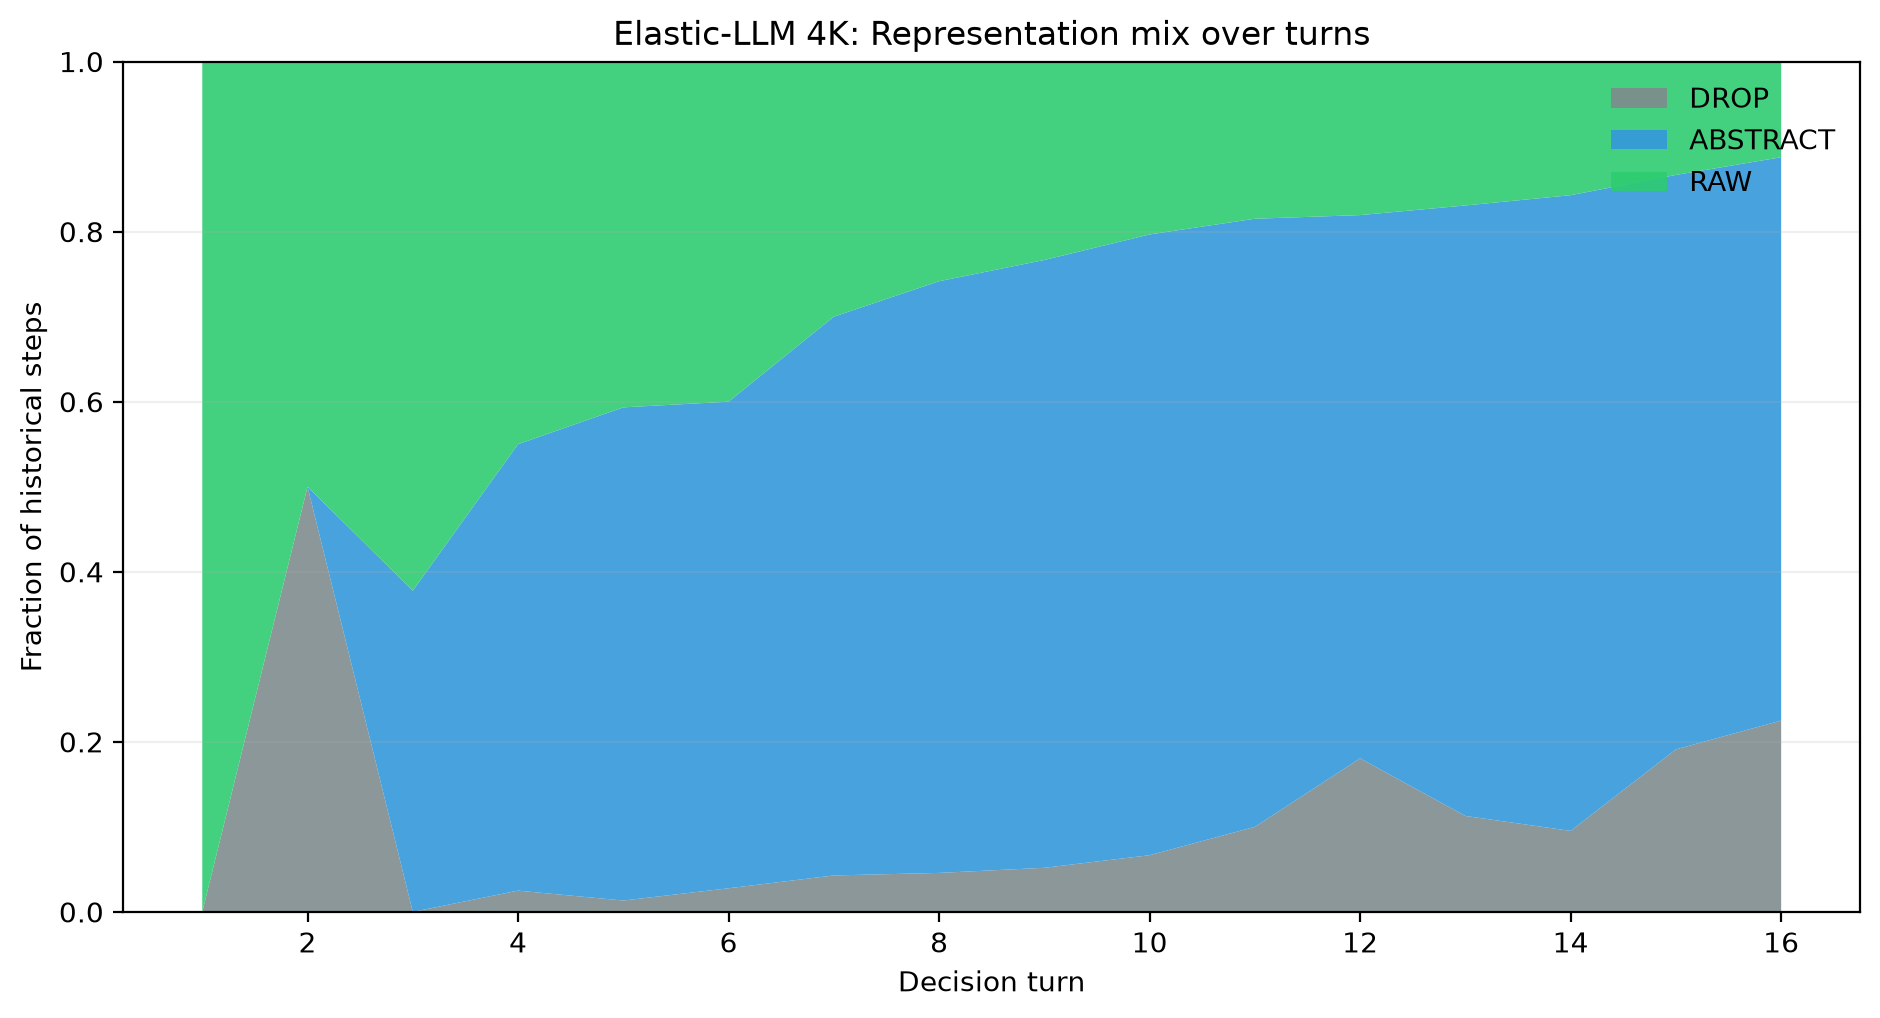 Elastic-LLM 4K: Representation mix over turns
1.0
0.8
0.6
0.4
0.2
0.0
Fraction of historical steps
DROP
ABSTRACT
RAW
2 4 6 8 10 12 14 16
Decision turn